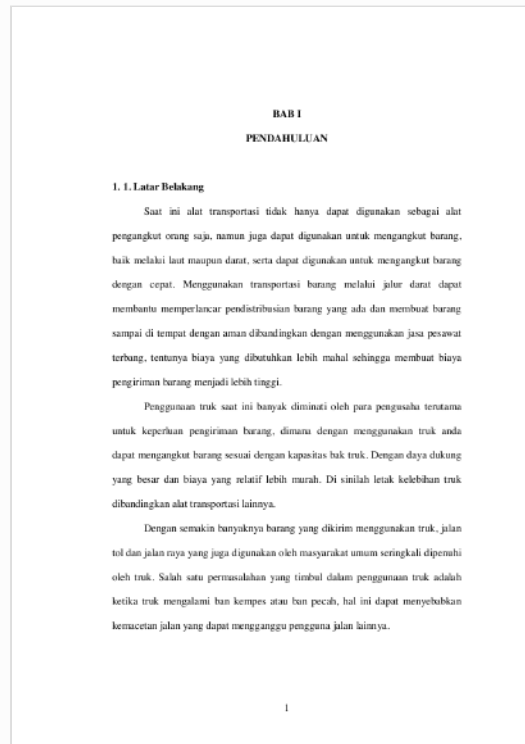 BAB I
PENDAHULUAN
1. 1. Latar Belakang
Saat ini alat transportasi tidak hanya dapat digunakan sebagai alat
pengangkut orang saja, namun juga dapat digunakan untuk mengangkut barang,
baik melalui laut maupun darat, serta dapat digunakan untuk mengangkut barang
dengan cepat. Menggunakan transportasi barang melalui jalur darat dapat
membantu memperlancar pendistribusian barang yang ada dan membuat barang
sampai di tempat dengan aman dibandingkan dengan menggunakan jasa pesawat
terbang, tentunya biaya yang dibutuhkan lebih mahal sehingga membuat biaya
pengiriman barang menjadi lebih tinggi.
Penggunaan truk saat ini banyak diminati oleh para pengusaha terutama
untuk keperluan pengiriman barang, dimana dengan menggunakan truk anda
dapat mengangkut barang sesuai dengan kapasitas bak truk. Dengan daya dukung
yang besar dan biaya yang relatif lebih murah. Di sinilah letak kelebihan truk
dibandingkan alat transportasi lainnya.
Dengan semakin banyaknya barang yang dikirim menggunakan truk, jalan
tol dan jalan raya yang juga digunakan oleh masyarakat umum seringkali dipenuhi
oleh truk. Salah satu permasalahan yang timbul dalam penggunaan truk adalah
ketika truk mengalami ban kempes atau ban pecah, hal ini dapat menyebabkan
kemacetan jalan yang dapat mengganggu pengguna jalan lainnya.
1